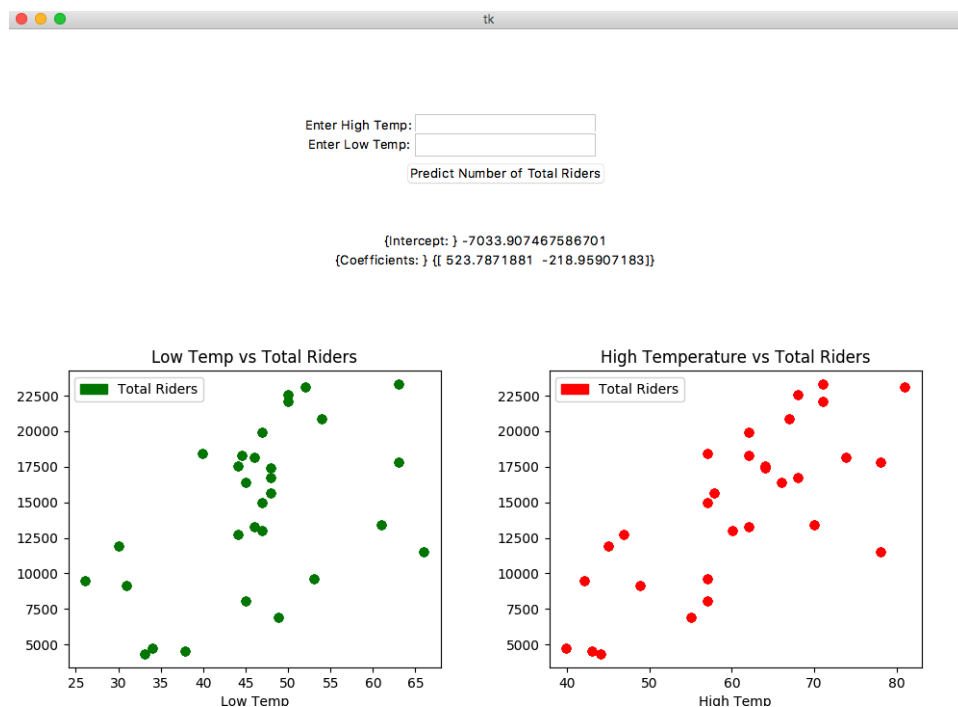 tk
Enter High Temp:
Enter Low Temp:
Predict Number of Total Riders
{Intercept: } -7033.907467586701
{Coefficients: } {[ 523.7871881  -218.95907183]}
Low Temp vs Total Riders
Total Riders
22500
20000
17500
15000
12500
10000
7500
5000
25 30 35 40 45 50 55 60 65
Low Temp
High Temperature vs Total Riders
Total Riders
22500
20000
17500
15000
12500
10000
7500
5000
40 50 60 70 80
High Temp